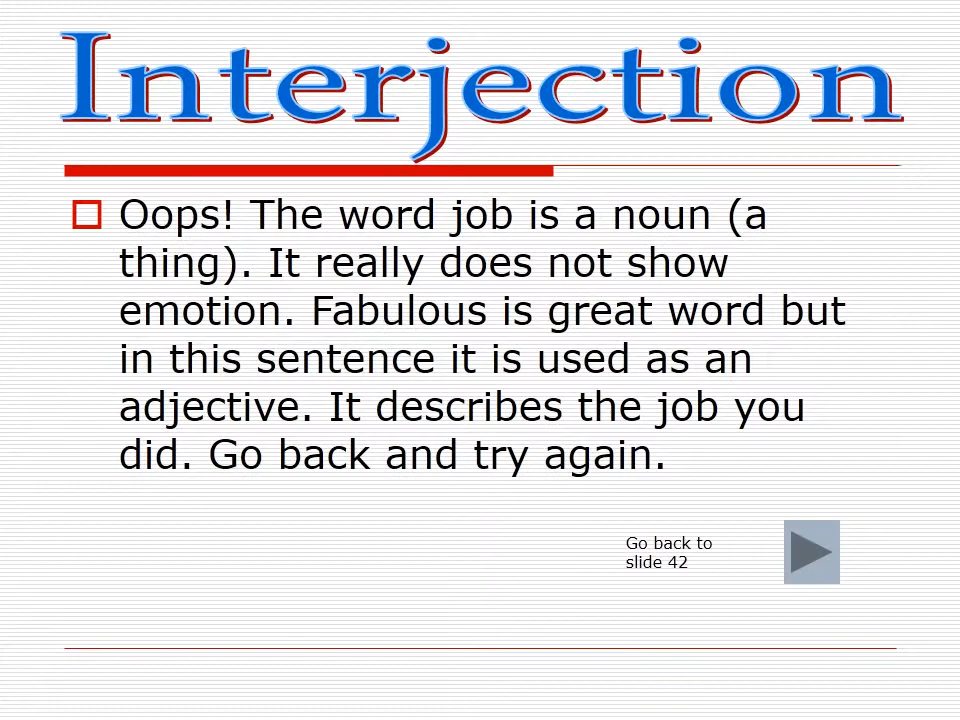 Interjection
Oops! The word job is a noun (a
thing). It really does not show
emotion. Fabulous is great word but
in this sentence it is used as an
adjective. It describes the job you
did. Go back and try again.
Go back to
slide 42